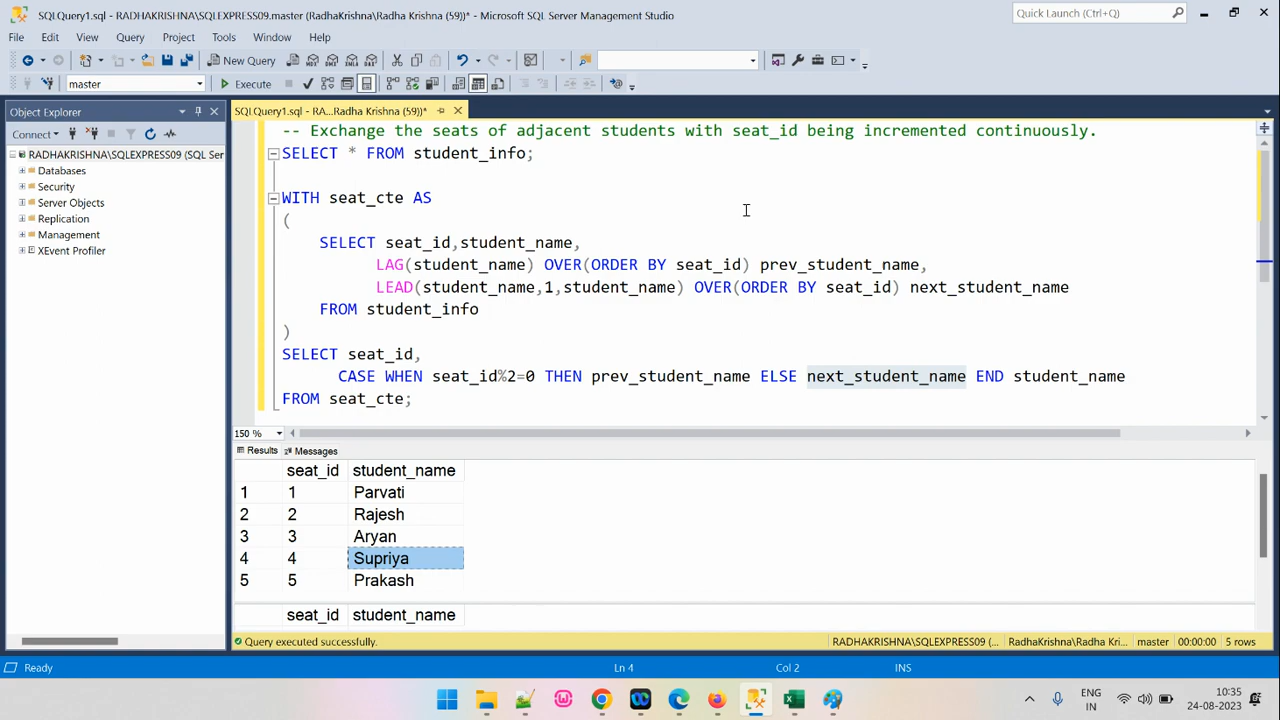 SQLQuery1.sql - RADHAKRISHNA\SQLEXPRESS09.master (RadhaKrishna\Radha Krishna (59))* - Microsoft SQL Server Management Studio
Quick Launch (Ctrl+Q)
File Edit View Query Project Tools Window Help
New Query
master
Execute
Object Explorer
SQLQuery1.sql - RA...Radha Krishna (59))*
Connect
RADHAKRISHNA\SQLEXPRESS09 (SQL Ser
Databases
Security
Server Objects
Replication
Management
XEvent Profiler
-- Exchange the seats of adjacent students with seat_id being incremented continuously.
SELECT * FROM student_info;
WITH seat_cte AS
(
SELECT seat_id,student_name,
LAG(student_name) OVER(ORDER BY seat_id) prev_student_name,
LEAD(student_name,1,student_name) OVER(ORDER BY seat_id) next_student_name
FROM student_info
)
SELECT seat_id,
CASE WHEN seat_id%2=0 THEN prev_student_name ELSE next_student_name END student_name
FROM seat_cte;
150 %
Results Messages
seat_id student_name
1 1 Parvati
2 2 Rajesh
3 3 Aryan
4 4 Supriya
5 5 Prakash
seat_id student_name
Query executed successfully.
RADHAKRISHNA\SQLEXPRESS09 (... RadhaKrishna\Radha Kri... master 00:00:00 5 rows
Ready Ln 4 Col 2 INS
ENG
IN
10:35
24-08-2023